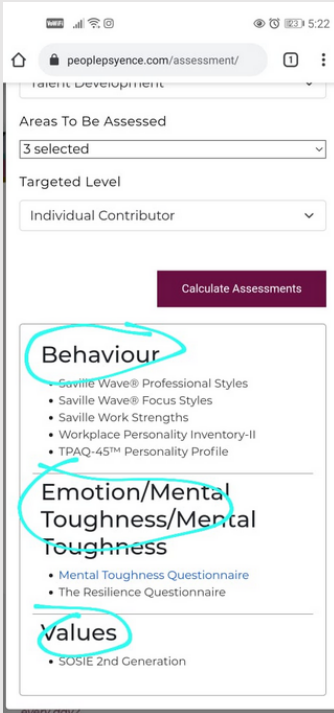 5:22
peoplepsyence.com/assessment/
1
Talent Development
Areas To Be Assessed
3 selected
Targeted Level
Individual Contributor
Calculate Assessments
Behaviour
Saville Wave® Professional Styles
Saville Wave® Focus Styles
Saville Work Strengths
Workplace Personality Inventory-II
TPAQ-45™ Personality Profile
Emotion/Mental
Toughness/Mental
Toughness
Mental Toughness Questionnaire
The Resilience Questionnaire
Values
SOSIE 2nd Generation